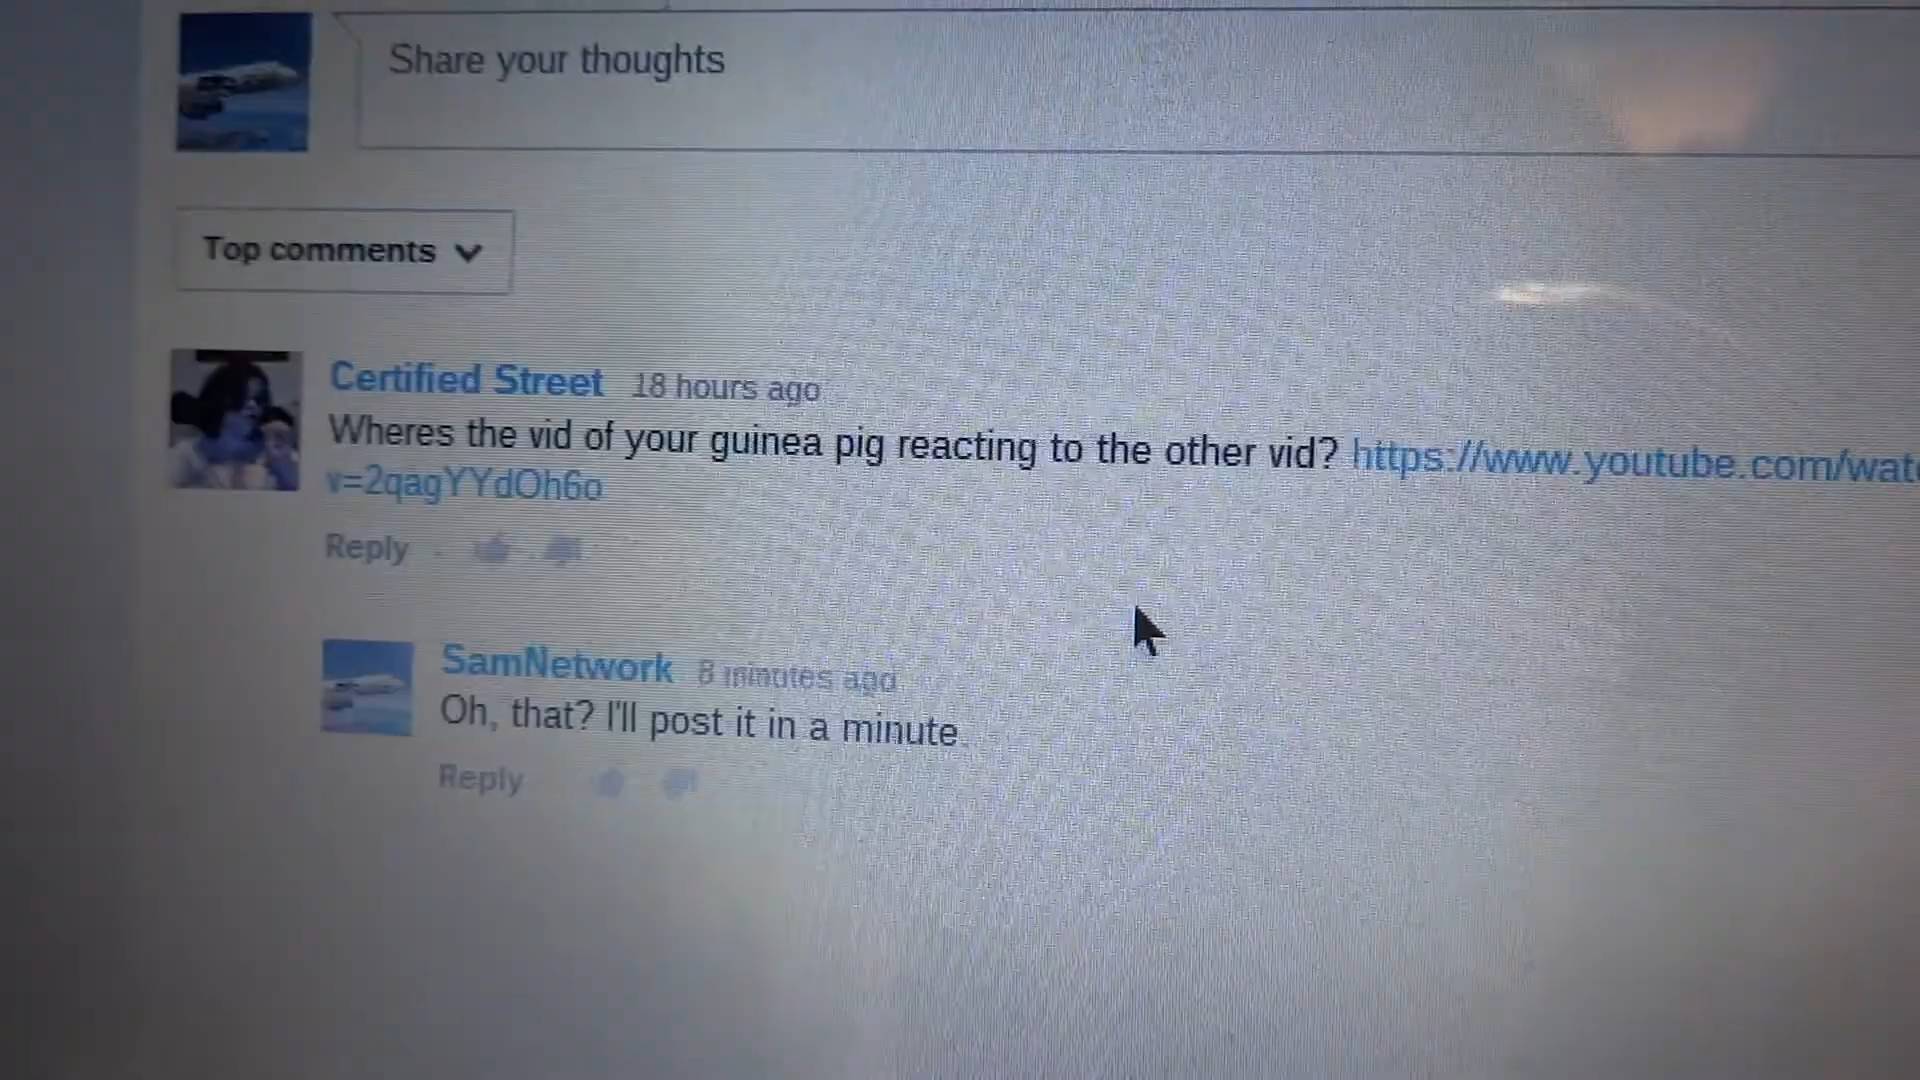 Share your thoughts
Top comments
Certified Street 18 hours ago
Wheres the vid of your guinea pig reacting to the other vid? https://www.youtube.com/wat
v=2qagYYdOh6o
Reply
SamNetwork 8 minutes ago
Oh, that? I'll post it in a minute.
Reply